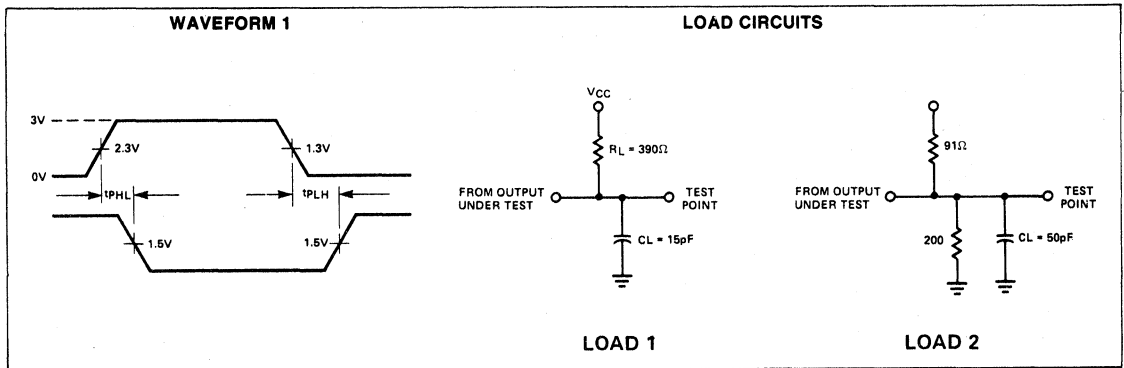 WAVEFORM 1
LOAD CIRCUITS
3V
2.3V
1.3V
0V
tPHL
tPLH
1.5V
1.5V
VCC
RL = 390Ω
FROM OUTPUT
UNDER TEST
TEST
POINT
CL = 15pF
LOAD 1
91Ω
FROM OUTPUT
UNDER TEST
TEST
POINT
200
CL = 50pF
LOAD 2